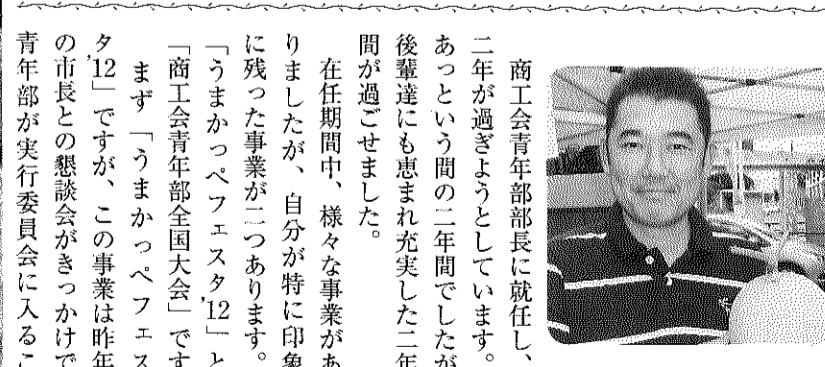 商工会青年部部長に就任し、
二年が過ぎようとしています。
あっという間の二年間でしたが
後輩達にも恵まれ充実した二年
間が過ごせました。
在任期間中、様々な事業があ
りましたが、自分が特に印象
に残った事業が二つあります。
「うまかっぺフェスタ'12」と
「商工会青年部全国大会」です
まず「うまかっぺフェス
タ'12」ですが、この事業は昨年
の市長との懇談会がきっかけで
青年部が実行委員会に入るこ